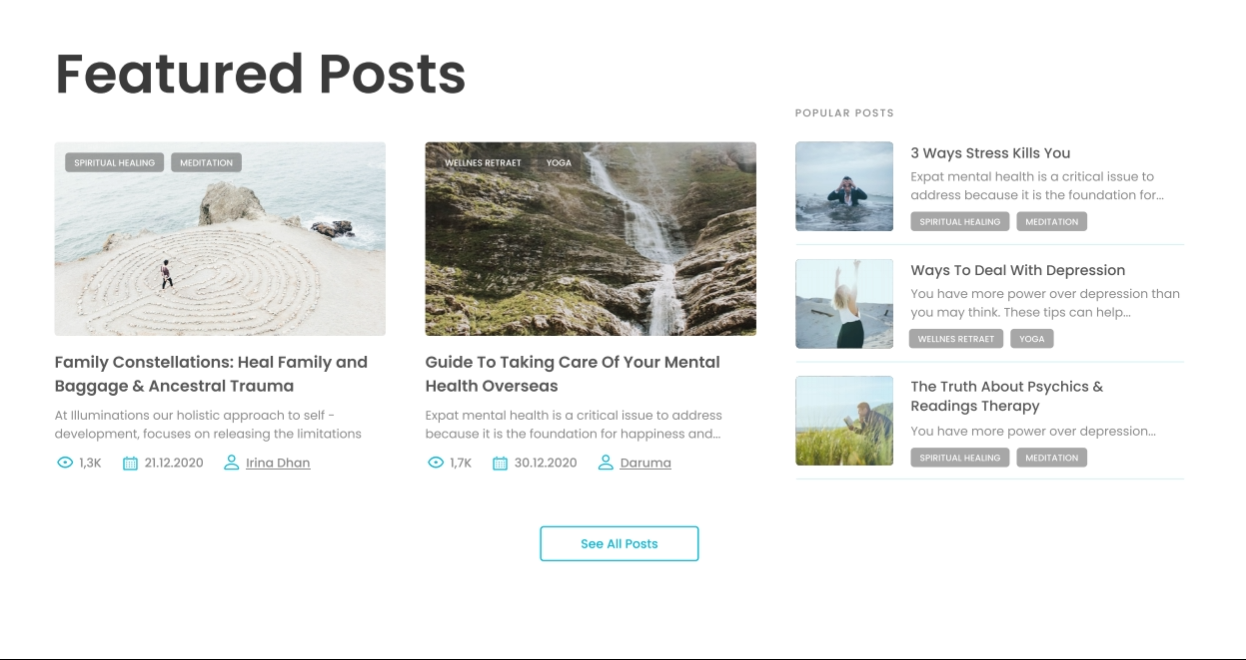 Featured Posts
SPIRITUAL HEALING MEDITATION
Family Constellations: Heal Family and
Baggage & Ancestral Trauma
At Illuminations our holistic approach to self -
development, focuses on releasing the limitations
1,3K 21.12.2020 Irina Dhan
WELLNES RETRAET YOGA
Guide To Taking Care Of Your Mental
Health Overseas
Expat mental health is a critical issue to address
because it is the foundation for happiness and...
1,7K 30.12.2020 Daruma
POPULAR POSTS
3 Ways Stress Kills You
Expat mental health is a critical issue to
address because it is the foundation for...
SPIRITUAL HEALING MEDITATION
Ways To Deal With Depression
You have more power over depression than
you may think. These tips can help...
WELLNES RETRAET YOGA
The Truth About Psychics &
Readings Therapy
You have more power over depression...
SPIRITUAL HEALING MEDITATION
See All Posts